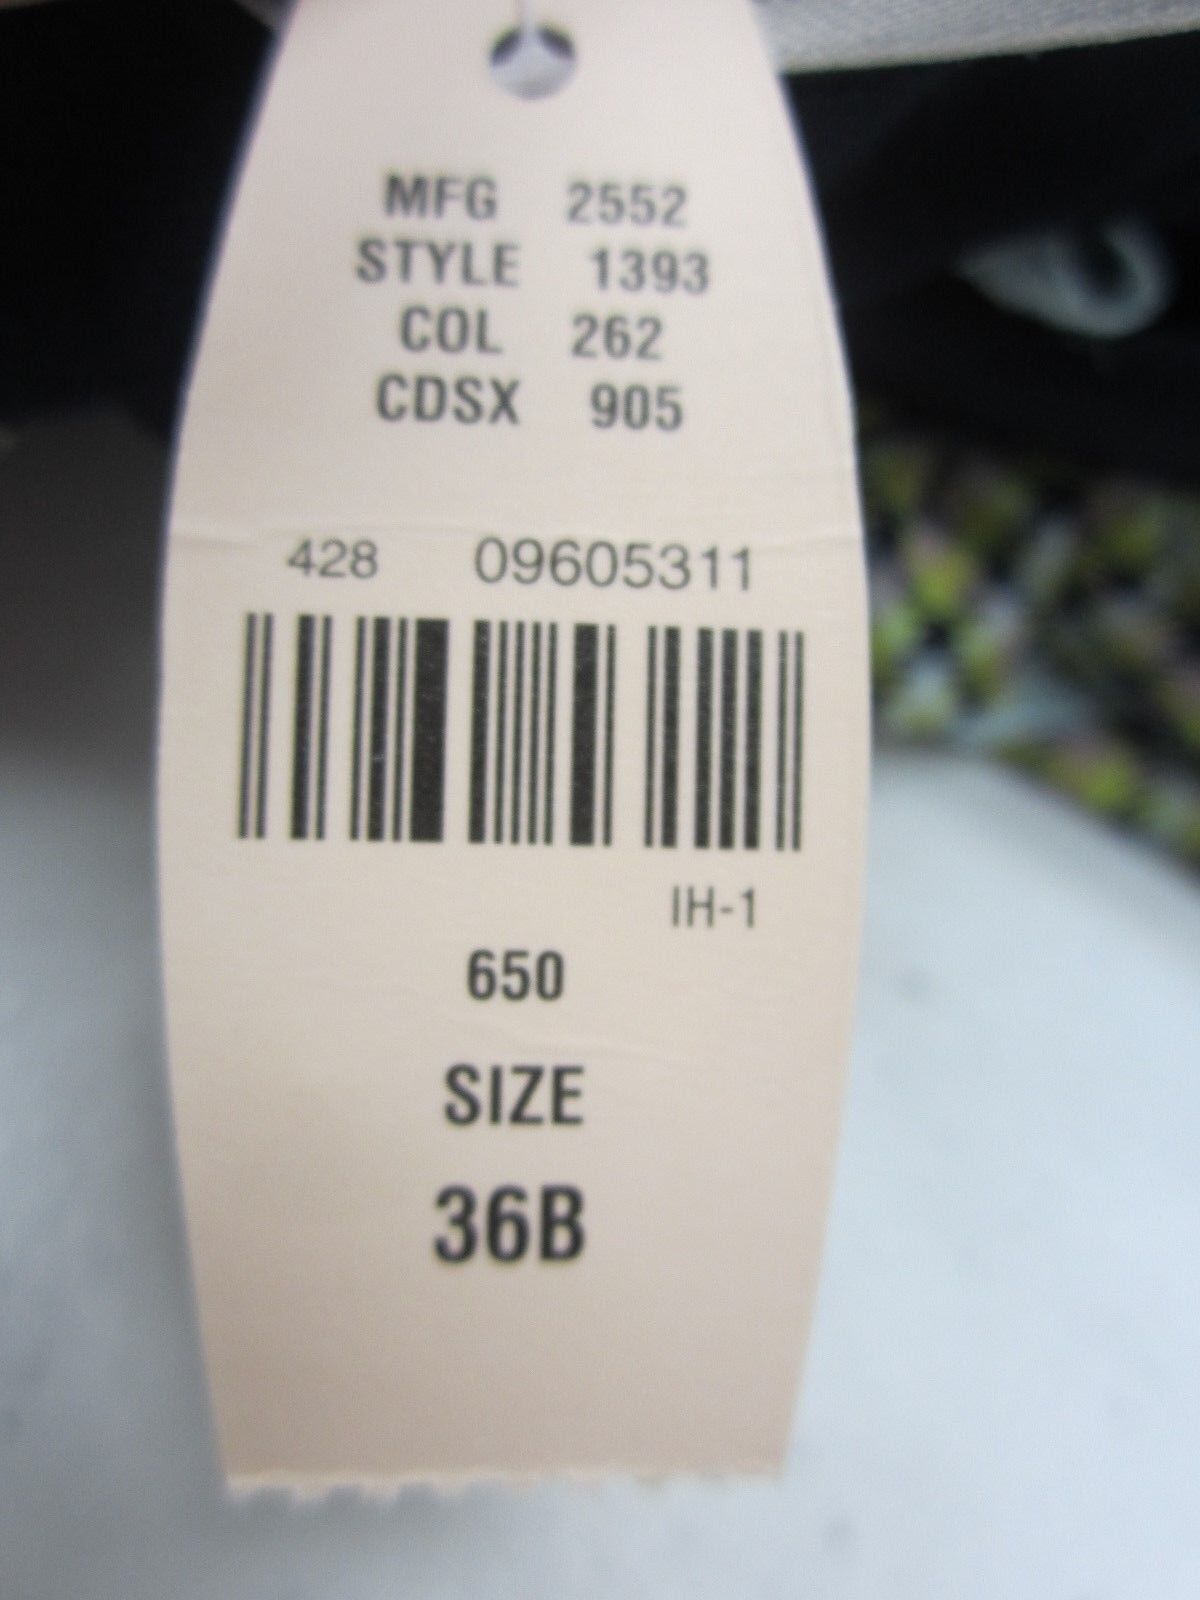 MFG 2552
STYLE 1393
COL 262
CDSX 905
428 09605311
IH-1
650
SIZE
36B